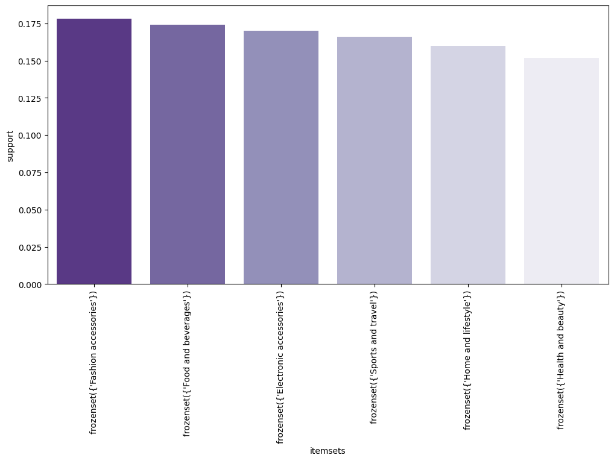 0.175
0.150
0.125
0.100
0.075
0.050
0.025
0.000
support
frozenset({'Fashion accessories'})
frozenset({'Food and beverages'})
frozenset({'Electronic accessories'})
frozenset({'Sports and travel'})
frozenset({'Home and lifestyle'})
frozenset({'Health and beauty'})
itemsets